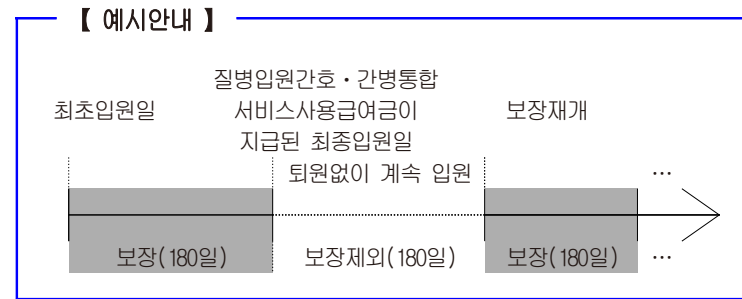 【 예시안내 】
질병입원간호・간병통합
최초입원일 서비스사용급여금이 보장재개
지급된 최종입원일
퇴원없이 계속 입원 …
보장(180일) 보장제외(180일) 보장(180일) …